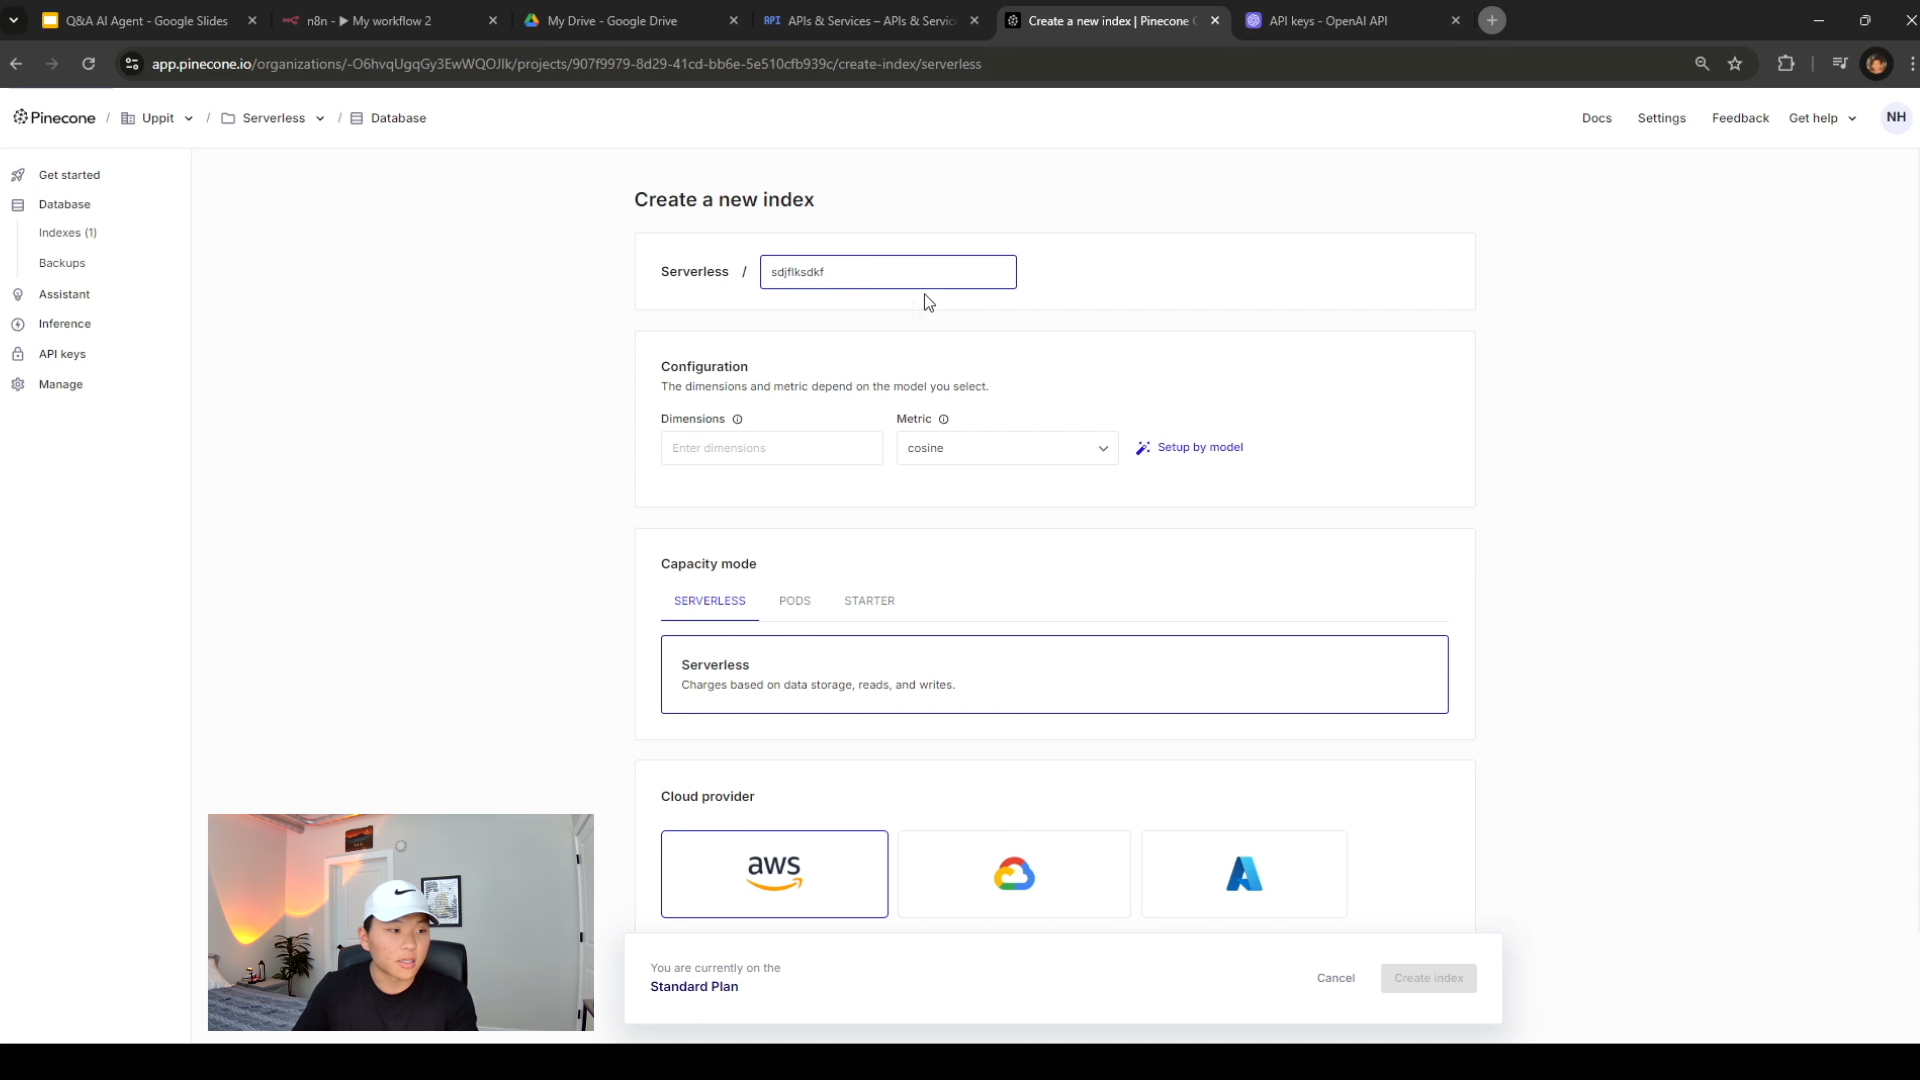 Q&A AI Agent - Google Slides
n8n - ▶ My workflow 2
My Drive - Google Drive
API APIs & Services – APIs & Servic
Create a new index | Pinecone C
API keys - OpenAI API
app.pinecone.io/organizations/-O6hvqUgqGy3EwWQOJlk/projects/907f9979-8d29-41cd-bb6e-5e510cfb939c/create-index/serverless
Pinecone / Uppit / Serverless / Database
Docs Settings Feedback Get help NH
Get started
Database
Indexes (1)
Backups
Assistant
Inference
API keys
Manage
Create a new index
Serverless / sdjflksdkf
Configuration
The dimensions and metric depend on the model you select.
Dimensions Metric
Enter dimensions cosine Setup by model
Capacity mode
SERVERLESS PODS STARTER
Serverless
Charges based on data storage, reads, and writes.
Cloud provider
aws
You are currently on the
Standard Plan
Cancel Create index